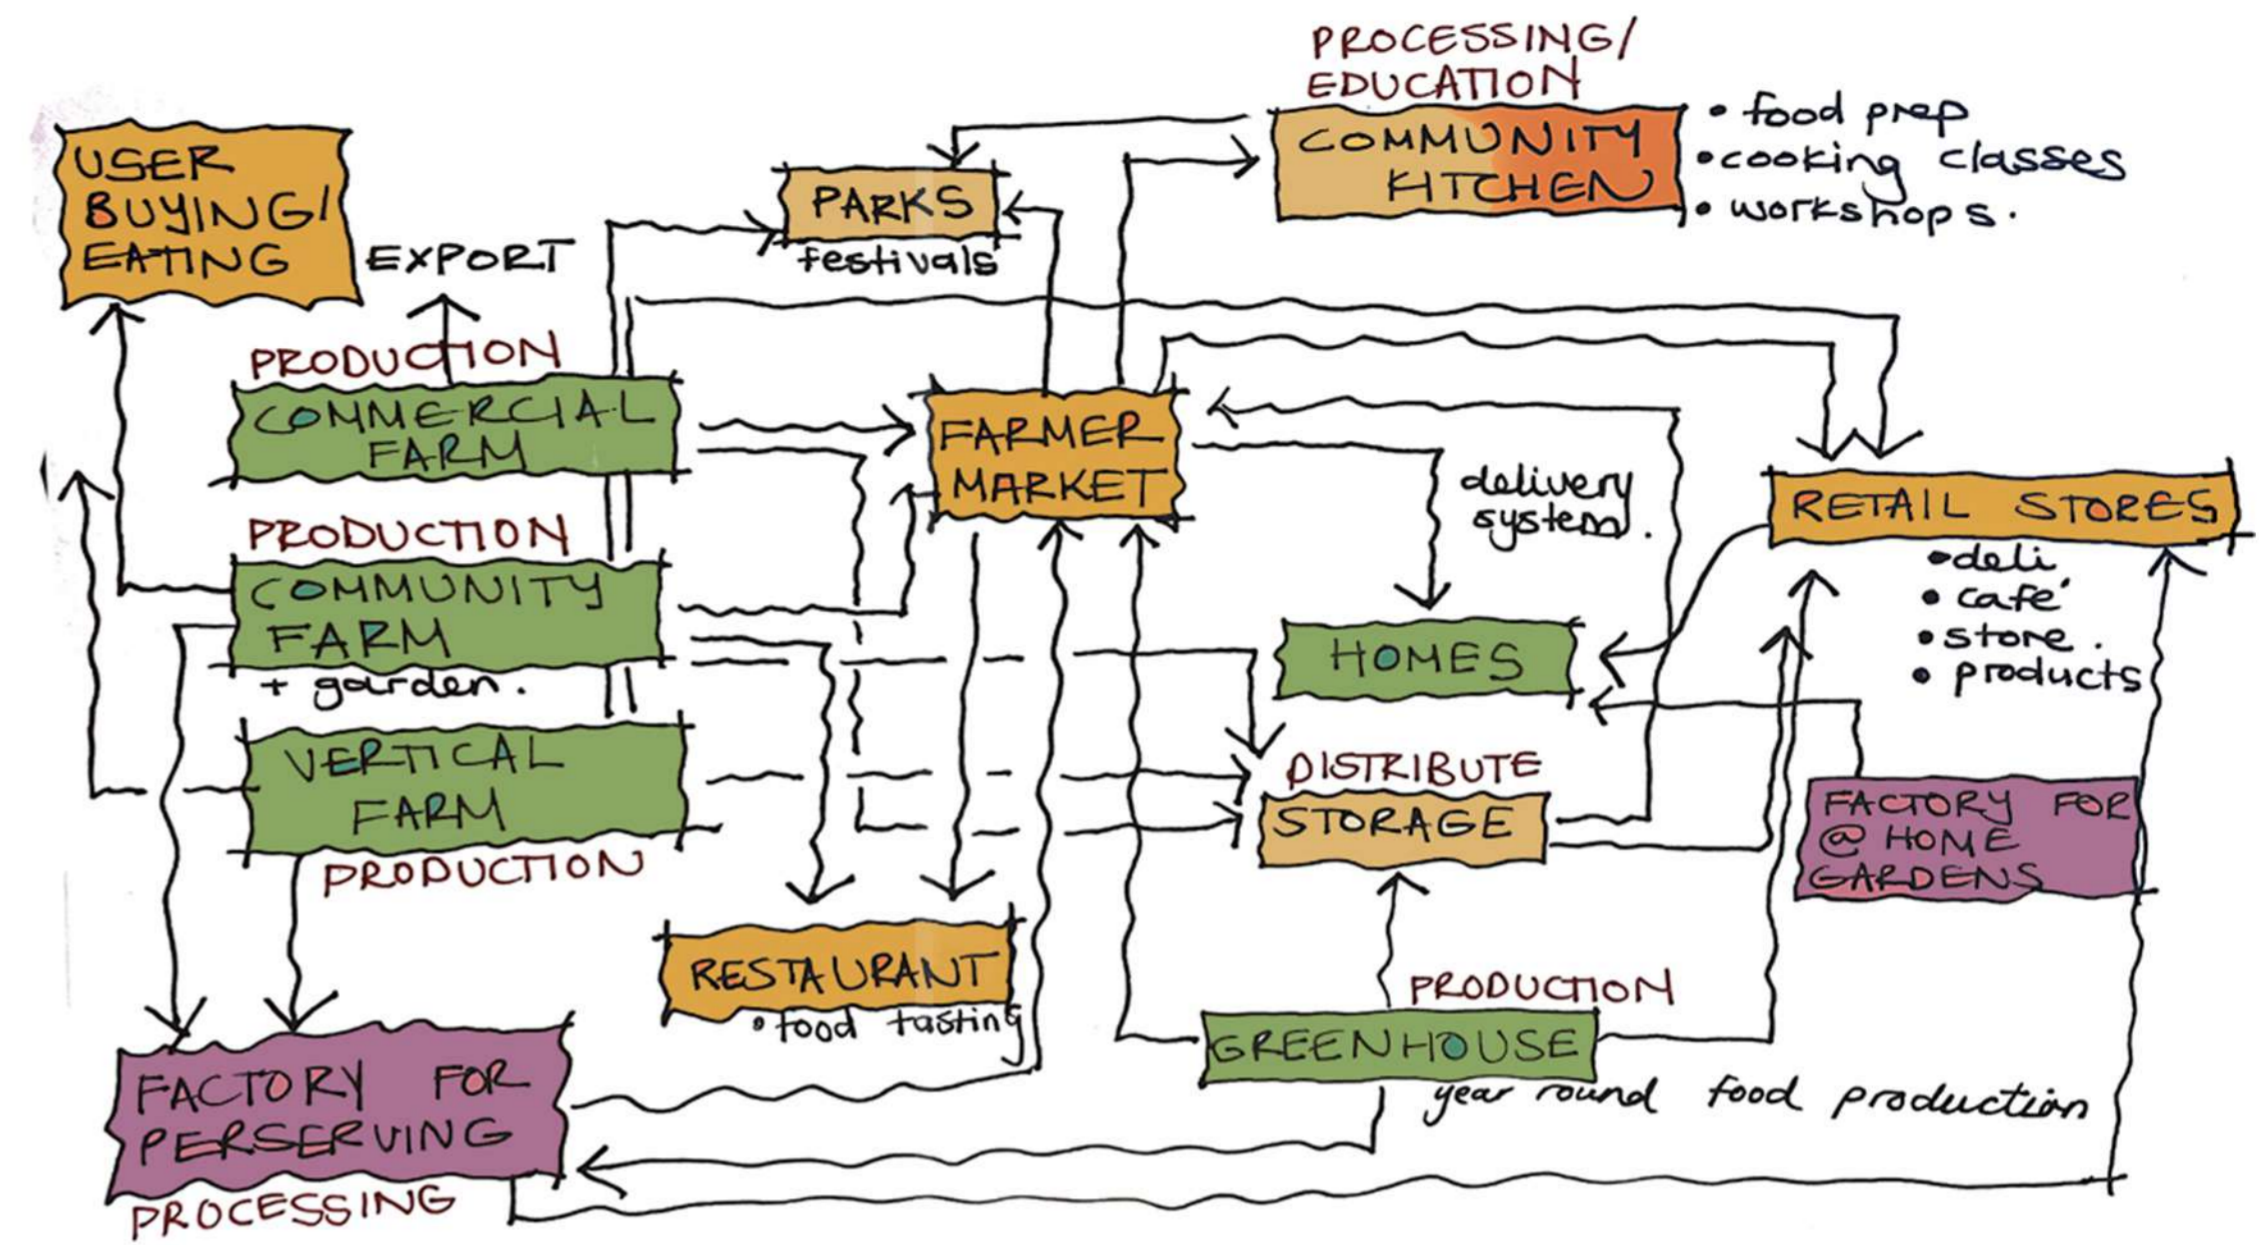 PROCESSING/
EDUCATION
COMMUNITY
KITCHEN
• food prep
• cooking classes
• workshops.
USER
BUYING/
EATING
EXPORT
PARKS
festivals
PRODUCTION
COMMERCIAL
FARM
FARMER
MARKET
delivery
system.
RETAIL STORES
• deli
• café
• store.
• products
PRODUCTION
COMMUNITY
FARM
+ garden.
HOMES
VERTICAL
FARM
PRODUCTION
DISTRIBUTE
STORAGE
FACTORY FOR
@ HOME
GARDENS
RESTAURANT
• food tasting
PRODUCTION
GREENHOUSE
year round food production
FACTORY FOR
PERSERVING
PROCESSING